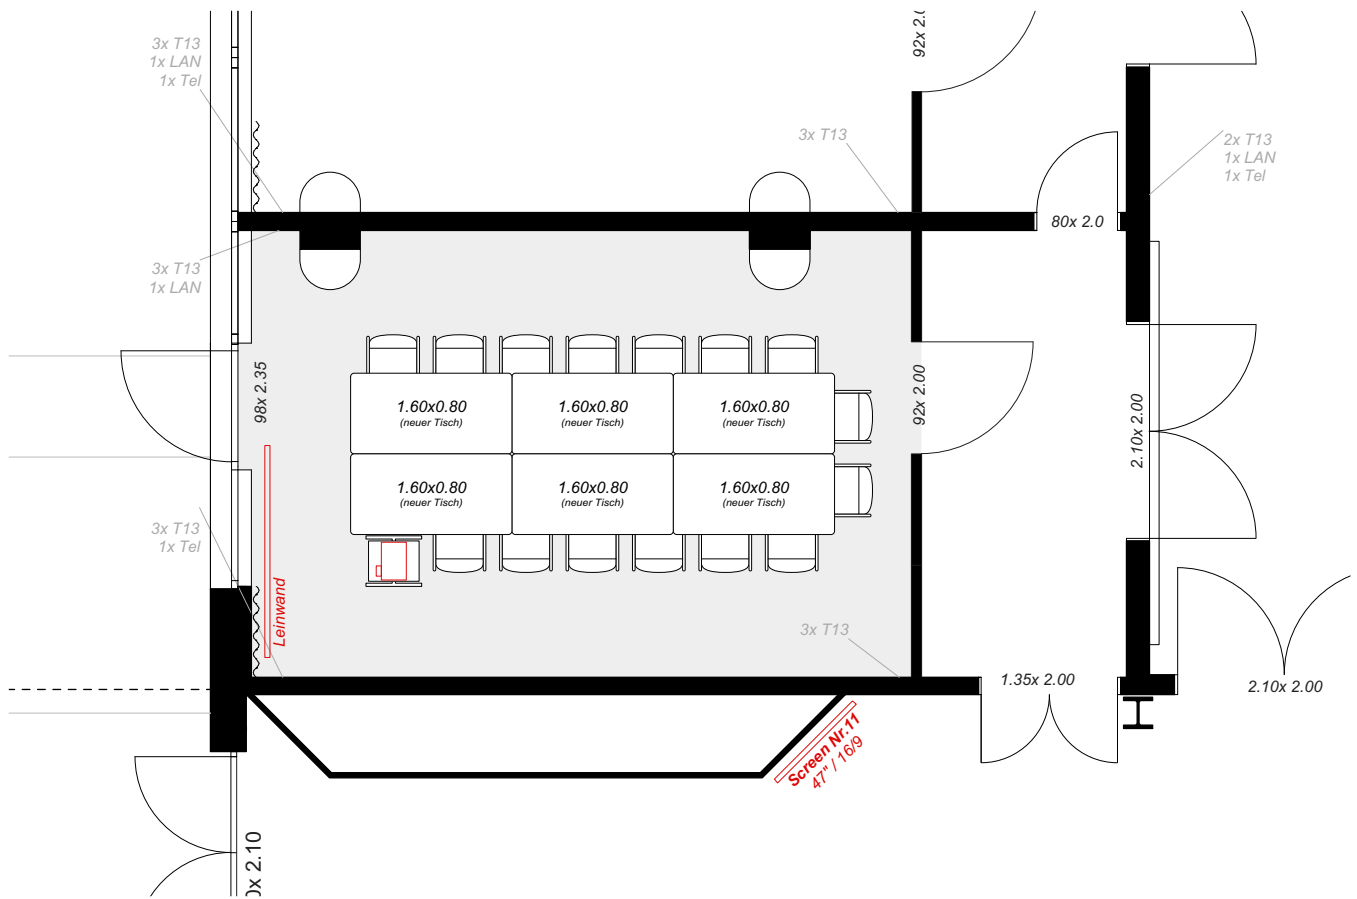 3x T13
1x LAN
1x Tel
92x 2.0
3x T13
2x T13
1x LAN
1x Tel
80x 2.0
3x T13
1x LAN
98x 2.35
92x 2.00
2.10x 2.00
1.60x0.80
(neuer Tisch)
1.60x0.80
(neuer Tisch)
1.60x0.80
(neuer Tisch)
1.60x0.80
(neuer Tisch)
1.60x0.80
(neuer Tisch)
1.60x0.80
(neuer Tisch)
3x T13
1x Tel
Leinwand
3x T13
1.35x 2.00
2.10x 2.00
Screen Nr.11
47" / 16/9
0x 2.10